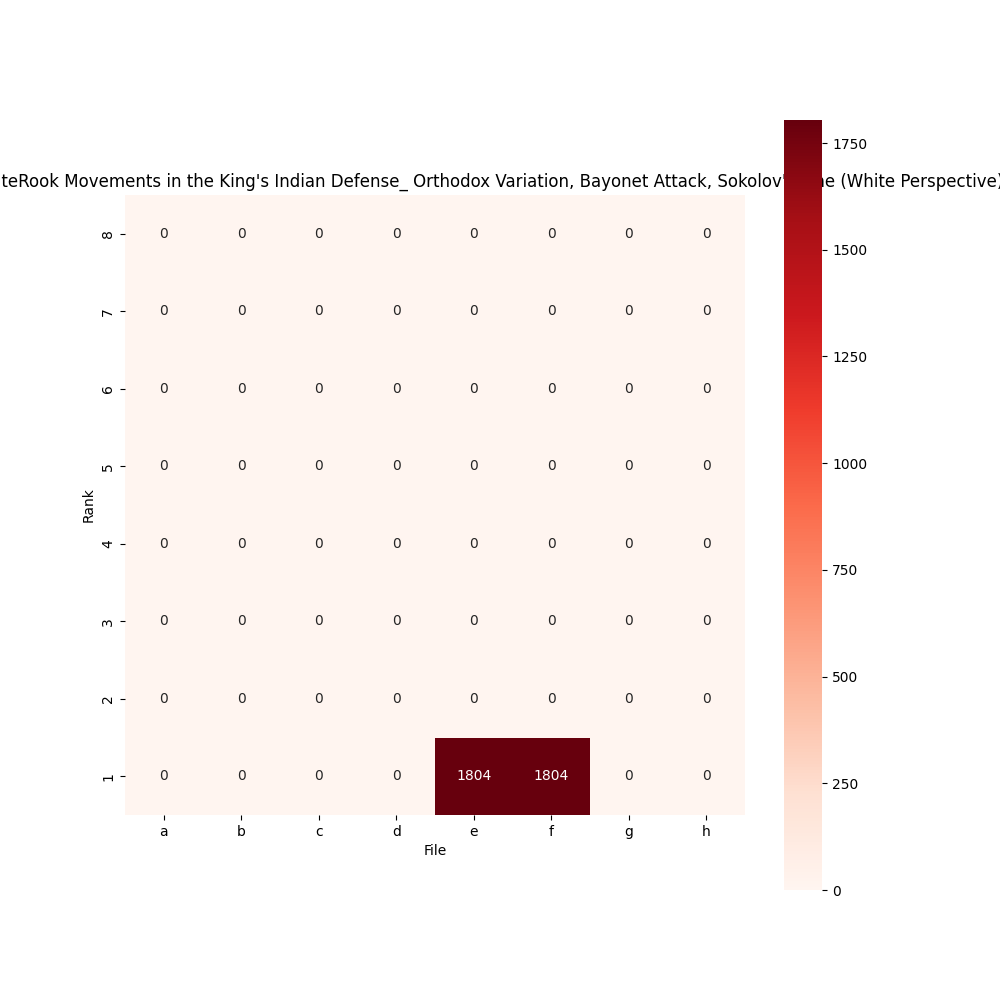 teRook Movements in the King's Indian Defense_ Orthodox Variation, Bayonet Attack, (White Perspective)
1750
1500
1250
1000
750
500
250
0
8 0 0 0 0 0 0 0 0
7 0 0 0 0 0 0 0 0
6 0 0 0 0 0 0 0 0
5 0 0 0 0 0 0 0 0
4 0 0 0 0 0 0 0 0
3 0 0 0 0 0 0 0 0
2 0 0 0 0 0 0 0 0
1 0 0 0 0 1804 1804 0 0
a b c d e f g h
File
Rank